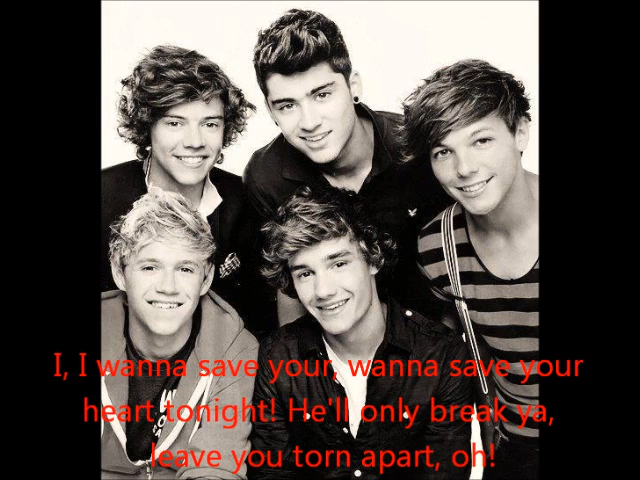 I, I wanna save your, wanna save your
heart tonight! He'll only break ya,
leave you torn apart, oh!